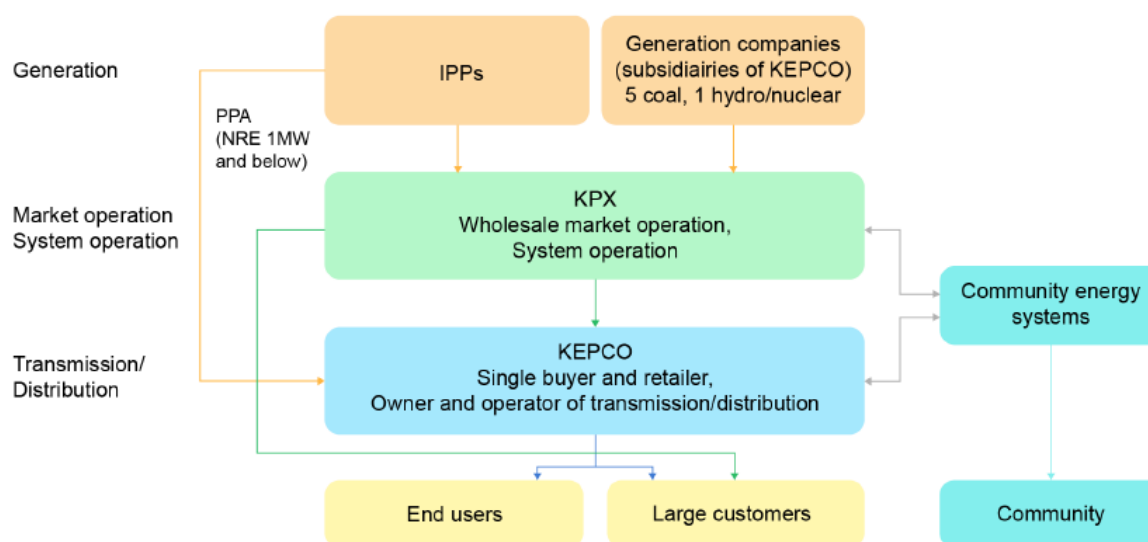 Generation
IPPs
Generation companies
(subsidiairies of KEPCO)
5 coal, 1 hydro/nuclear
PPA
(NRE 1MW
and below)
Market operation
System operation
KPX
Wholesale market operation,
System operation
Community energy
systems
Transmission/
Distribution
KEPCO
Single buyer and retailer,
Owner and operator of transmission/distribution
End users
Large customers
Community